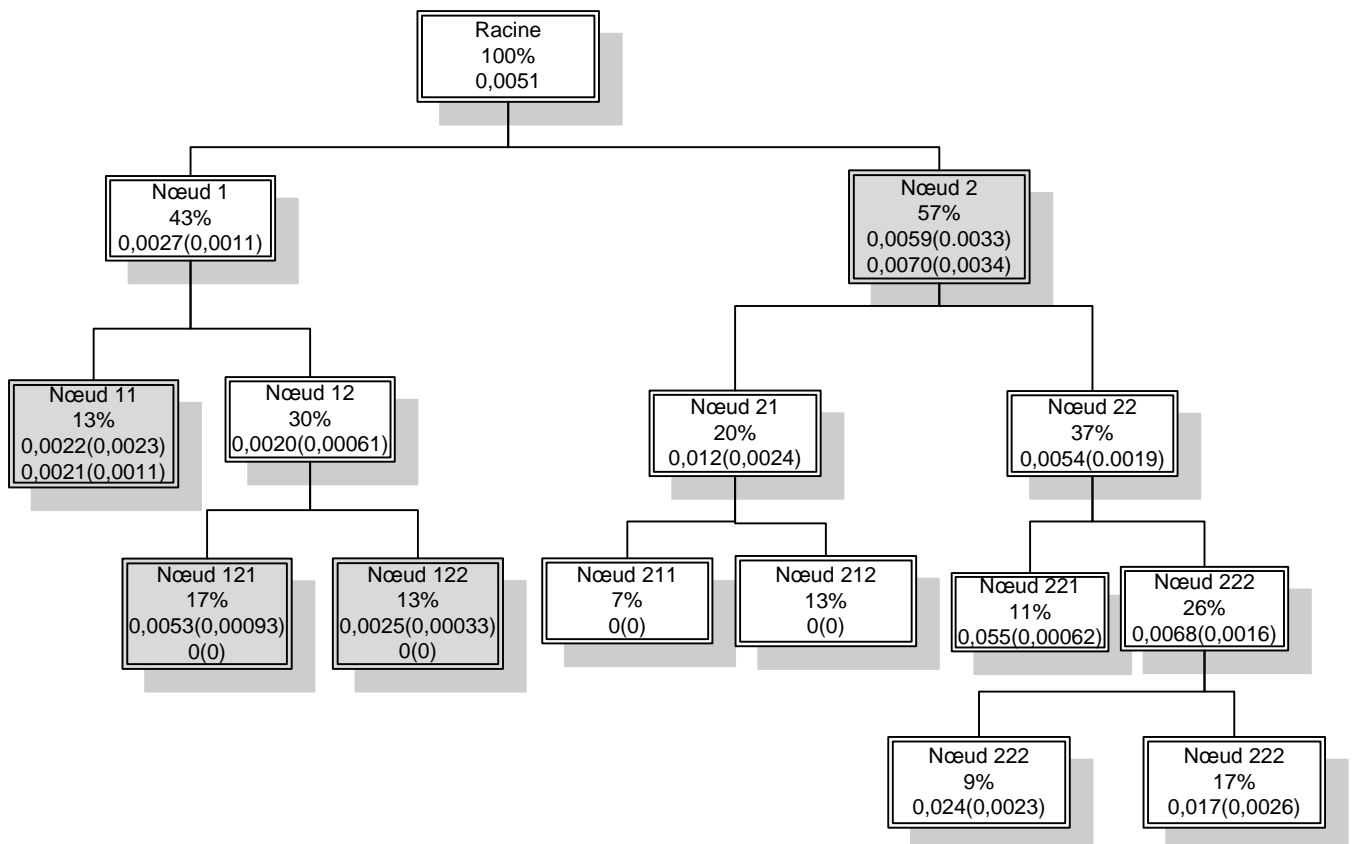 Racine
100%
0,0051
Nœud 1
43%
0,0027(0,0011)
Nœud 2
57%
0,0059(0.0033)
0,0070(0,0034)
Nœud 11
13%
0,0022(0,0023)
0,0021(0,0011)
Nœud 12
30%
0,0020(0,00061)
Nœud 21
20%
0,012(0,0024)
Nœud 22
37%
0,0054(0.0019)
Nœud 121
17%
0,0053(0,00093)
0(0)
Nœud 122
13%
0,0025(0,00033)
0(0)
Nœud 211
7%
0(0)
Nœud 212
13%
0(0)
Nœud 221
11%
0,055(0,00062)
Nœud 222
26%
0,0068(0,0016)
Nœud 222
9%
0,024(0,0023)
Nœud 222
17%
0,017(0,0026)